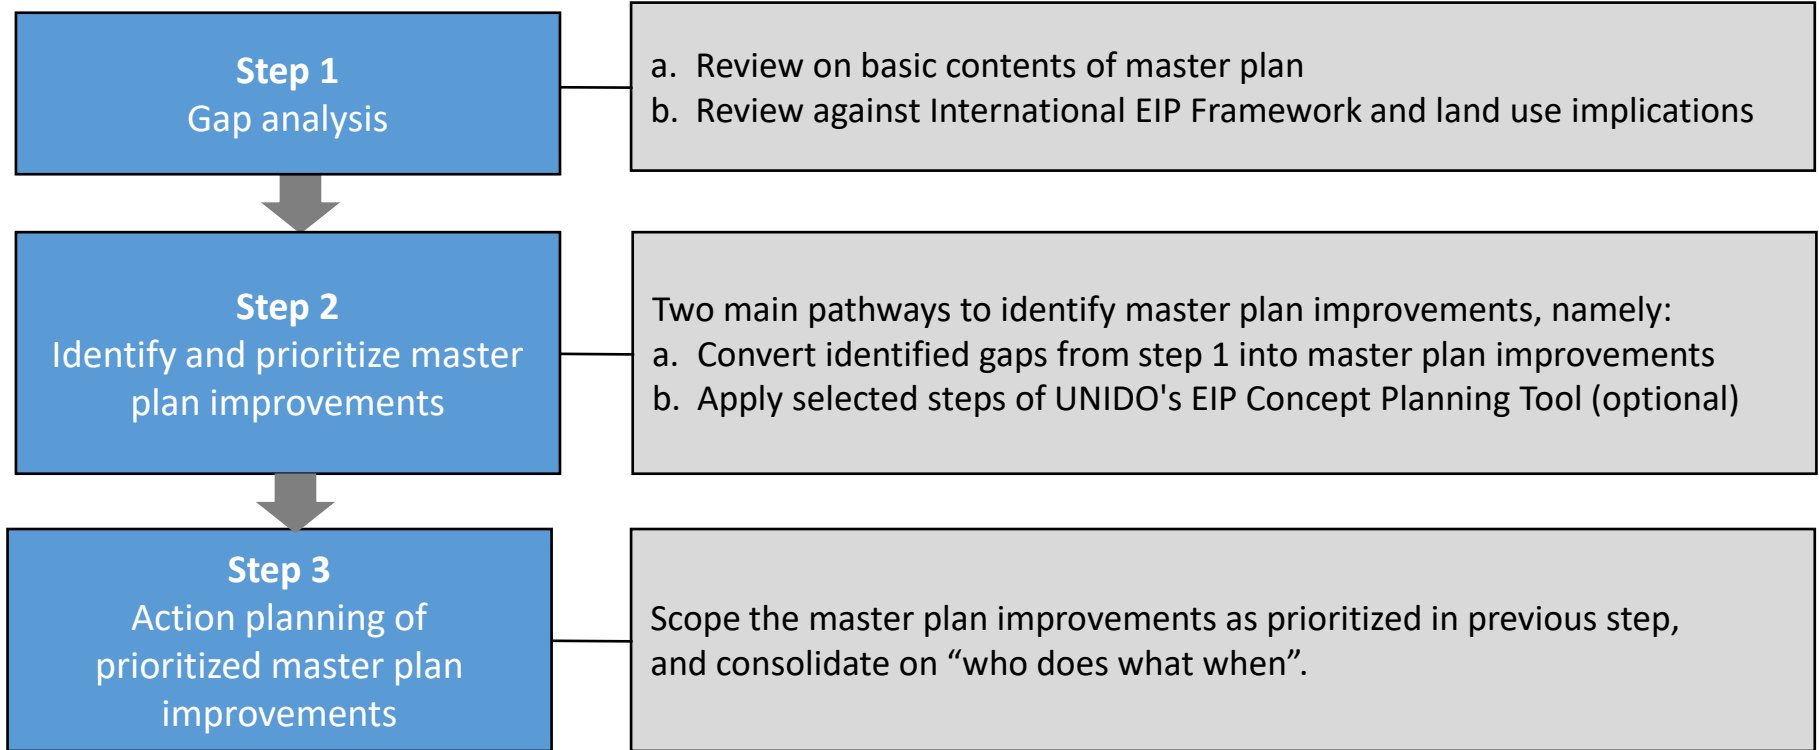 Step 1
Gap analysis
a. Review on basic contents of master plan
b. Review against International EIP Framework and land use implications
Step 2
Identify and prioritize master
plan improvements
Two main pathways to identify master plan improvements, namely:
a. Convert identified gaps from step 1 into master plan improvements
b. Apply selected steps of UNIDO's EIP Concept Planning Tool (optional)
Step 3
Action planning of
prioritized master plan
improvements
Scope the master plan improvements as prioritized in previous step,
and consolidate on “who does what when”.